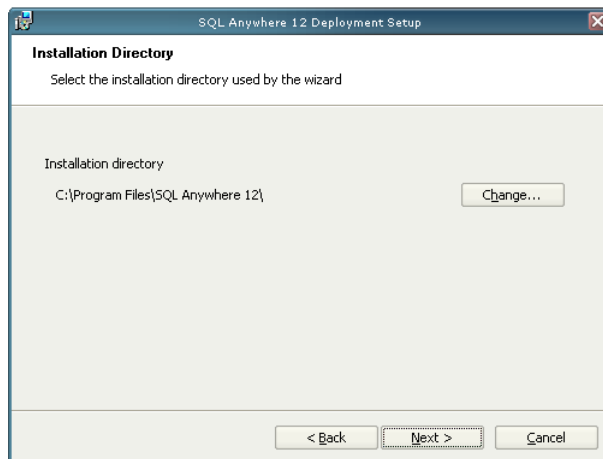 SQL Anywhere 12 Deployment Setup
Installation Directory
Select the installation directory used by the wizard
Installation directory
C:\Program Files\SQL Anywhere 12\
Change...
< Back
Next >
Cancel